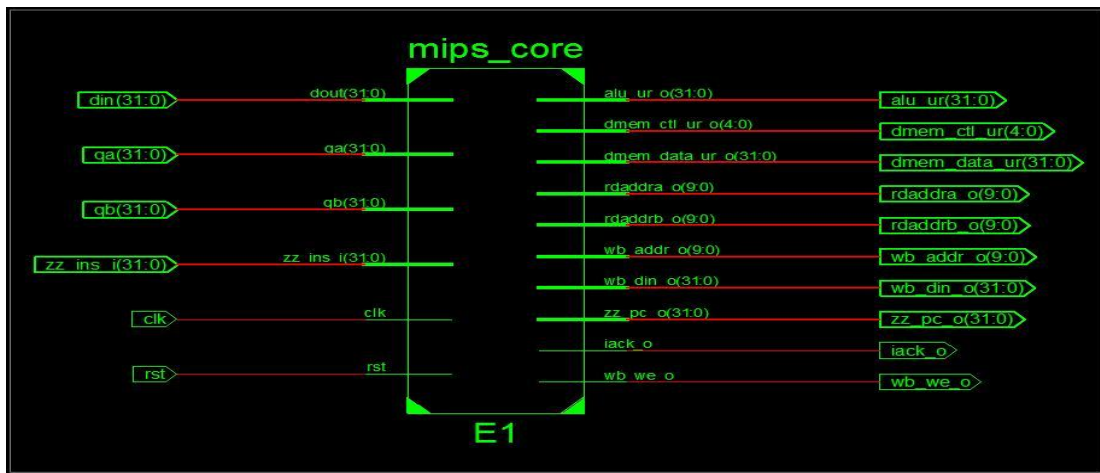 mips_core
din(31:0) dout(31:0) alu_ur_o(31:0) alu_ur(31:0)
dmem_ctl_ur_o(4:0) dmem_ctl_ur(4:0)
qa(31:0) qa(31:0) dmem_data_ur_o(31:0) dmem_data_ur(31:0)
rdaddra_o(9:0) rdaddra_o(9:0)
qb(31:0) qb(31:0) rdaddrb_o(9:0) rdaddrb_o(9:0)
zz_ins_i(31:0) zz_ins_i(31:0) wb_addr_o(9:0) wb_addr_o(9:0)
wb_din_o(31:0) wb_din_o(31:0)
clk clk zz_pc_o(31:0) zz_pc_o(31:0)
iack_o iack_o
rst rst wb_we_o wb_we_o
E1